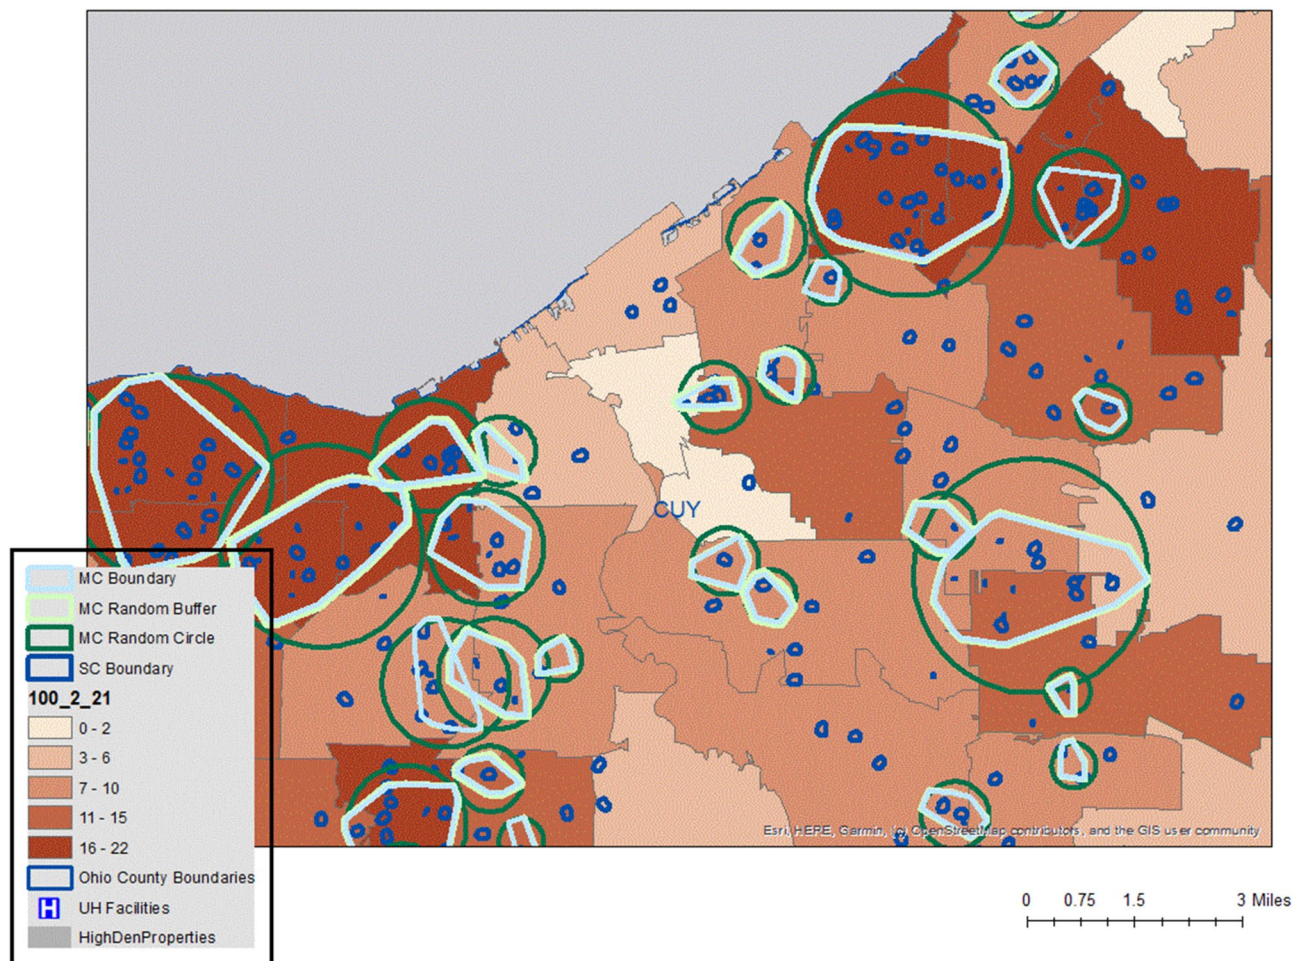 CUY
MC Boundary
MC Random Buffer
MC Random Circle
SC Boundary
100_2_21
0 - 2
3 - 6
7 - 10
11 - 15
16 - 22
Ohio County Boundaries
H UH Facilities
HighDenProperties
Esri, HERE, Garmin, (c) OpenStreetMap contributors, and the GIS user community
0 0.75 1.5 3 Miles